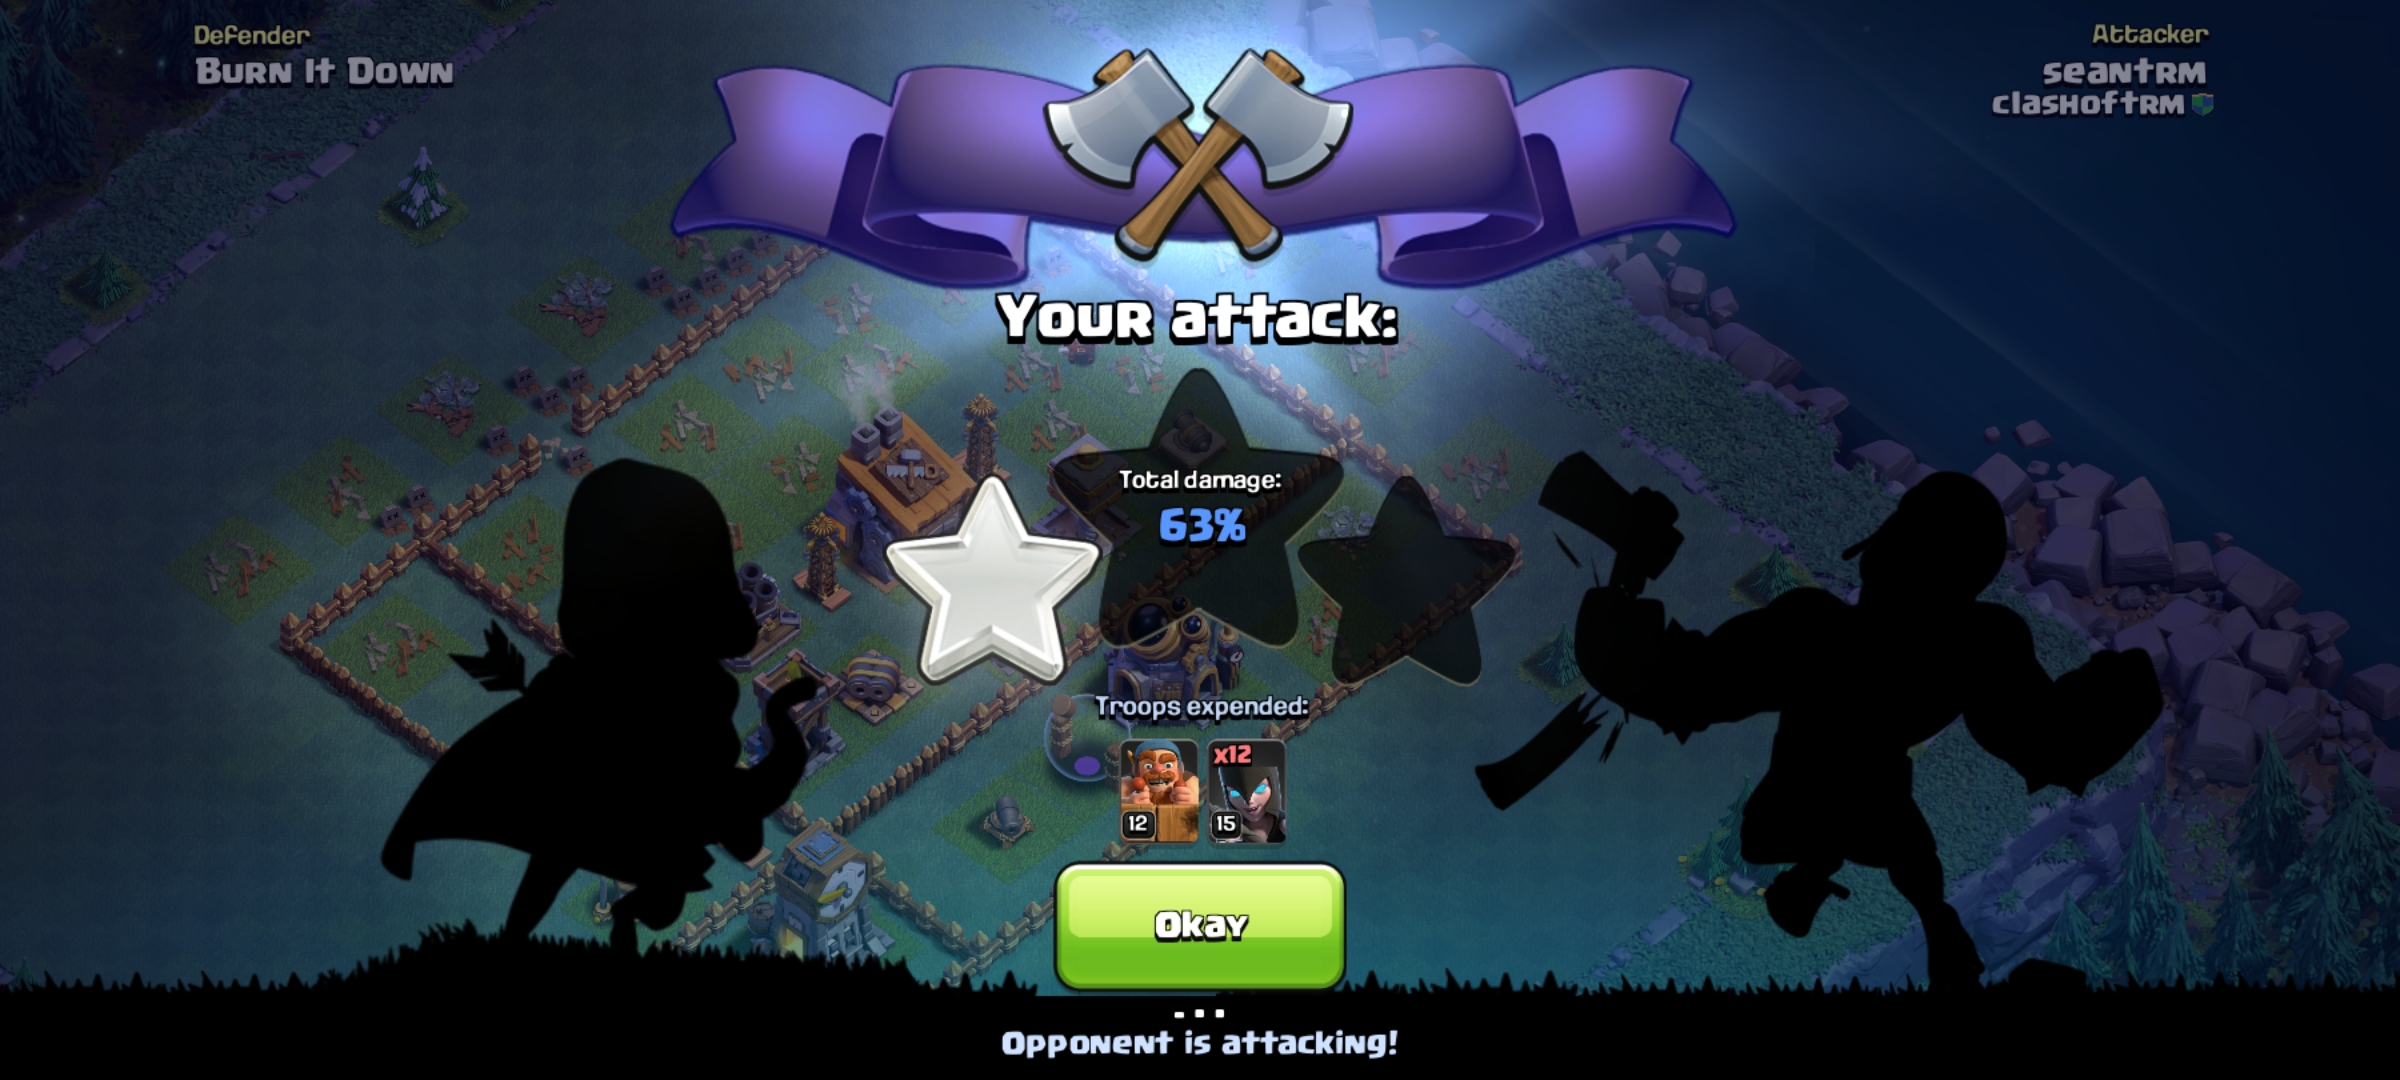 Defender
Burn It Down
Attacker
seantrm
clashoftrm
Your attack:
Total damage:
63%
Troops expended:
x12
12
15
Okay
...
Opponent is attacking!